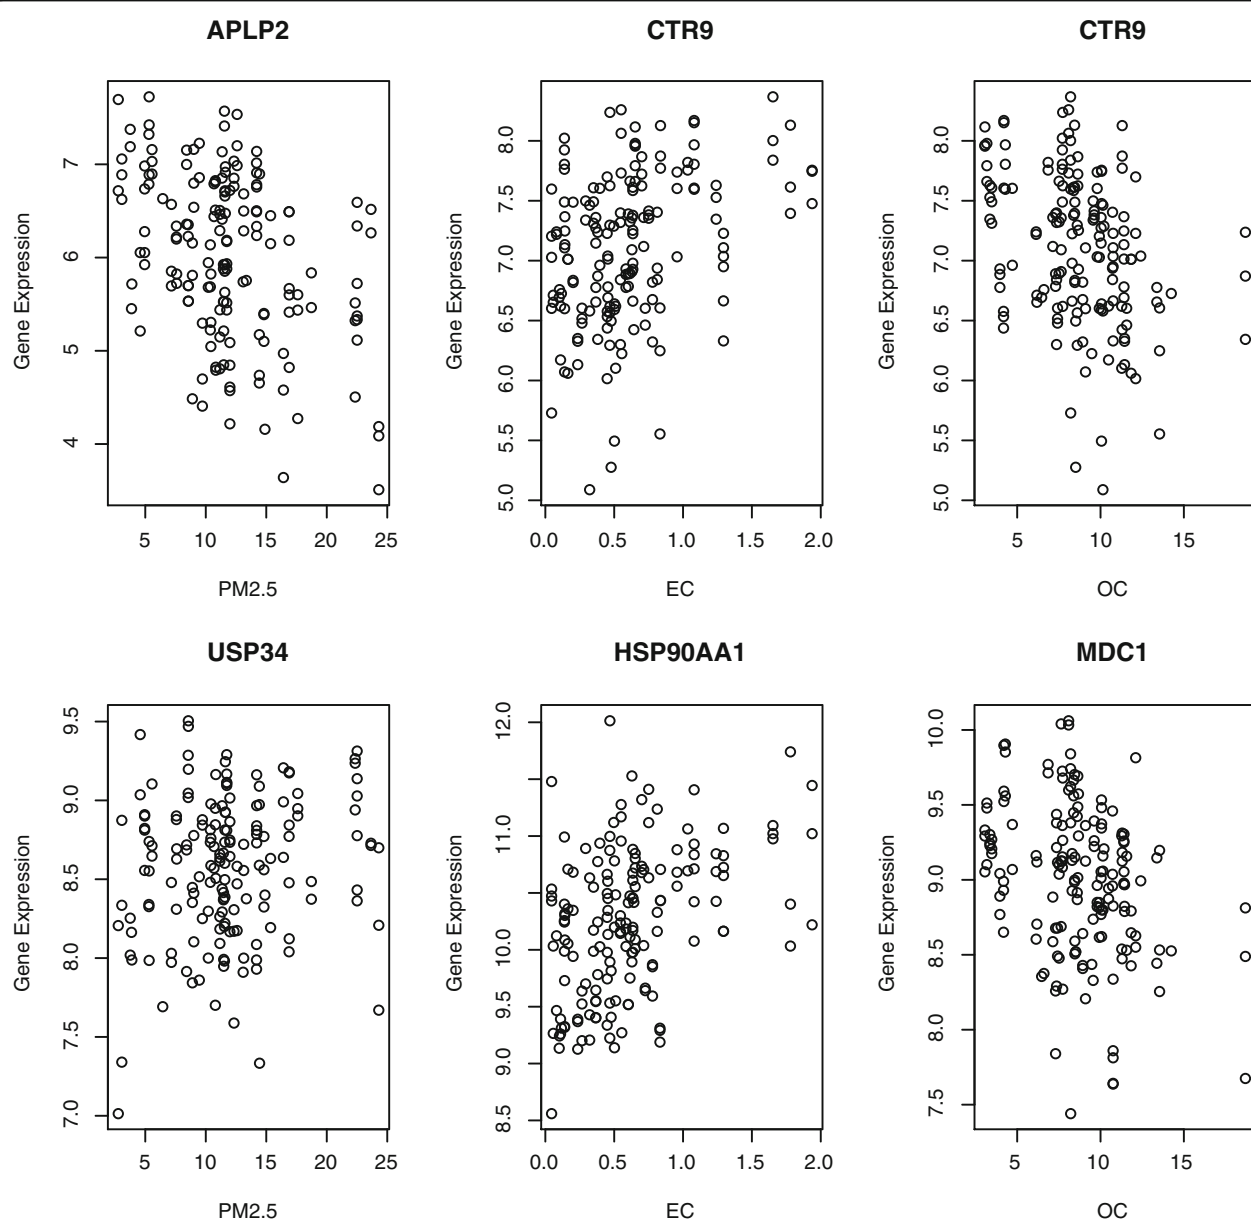 APLP2 CTR9 CTR9
Gene Expression
4 5 6 7
5 10 15 20 25
PM2.5
Gene Expression
5.0 5.5 6.0 6.5 7.0 7.5 8.0
0.0 0.5 1.0 1.5 2.0
EC
Gene Expression
5.0 5.5 6.0 6.5 7.0 7.5 8.0
5 10 15
OC
USP34 HSP90AA1 MDC1
Gene Expression
7.0 7.5 8.0 8.5 9.0 9.5
5 10 15 20 25
PM2.5
Gene Expression
8.5 9.0 9.5 10.0 11.0 12.0
0.0 0.5 1.0 1.5 2.0
EC
Gene Expression
7.5 8.0 8.5 9.0 9.5 10.0
5 10 15
OC